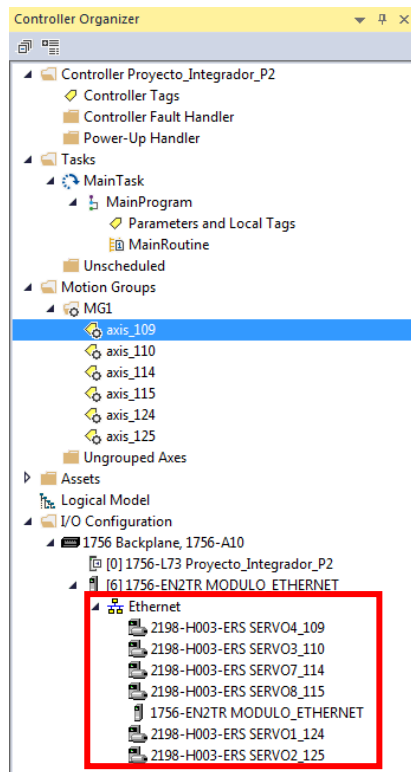 Controller Organizer
Controller Proyecto_Integrador_P2
Controller Tags
Controller Fault Handler
Power-Up Handler
Tasks
MainTask
MainProgram
Parameters and Local Tags
MainRoutine
Unscheduled
Motion Groups
MG1
axis_109
axis_110
axis_114
axis_115
axis_124
axis_125
Ungrouped Axes
Assets
Logical Model
I/O Configuration
1756 Backplane, 1756-A10
[0] 1756-L73 Proyecto_Integrador_P2
[6] 1756-EN2TR MODULO_ETHERNET
Ethernet
2198-H003-ERS SERVO4_109
2198-H003-ERS SERVO3_110
2198-H003-ERS SERVO7_114
2198-H003-ERS SERVO8_115
1756-EN2TR MODULO_ETHERNET
2198-H003-ERS SERVO1_124
2198-H003-ERS SERVO2_125